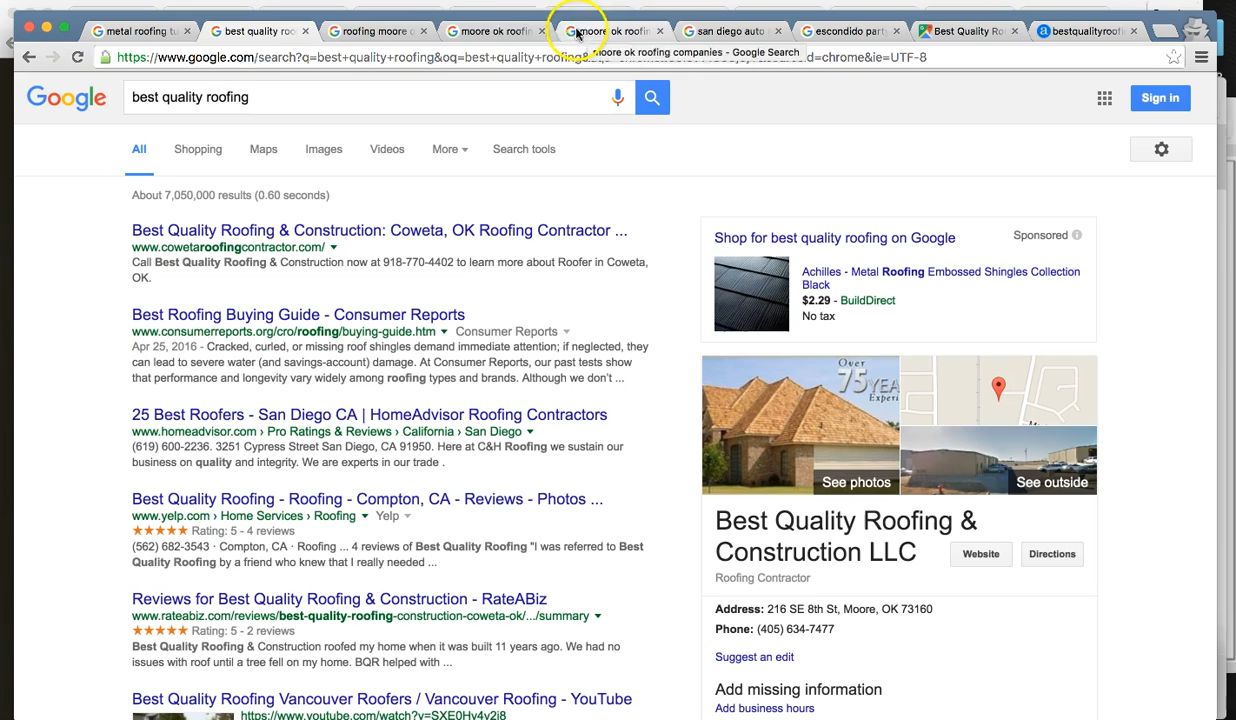 metal roofing tu
best quality roo
roofing moore o
moore ok roofin
moore ok roofin
san diego auto
escondido part
Best Quality Ro
bestqualityroofi
moore ok roofing companies - Google Search
https://www.google.com/search?q=best+quality+roofing&oq=best+quality+roofing&aq
d=chrome&ie=UTF-8
Google
best quality roofing
Sign in
All
Shopping
Maps
Images
Videos
More
Search tools
About 7,050,000 results (0.60 seconds)
Best Quality Roofing & Construction: Coweta, OK Roofing Contractor ...
www.cowetaroofingcontractor.com/
Call Best Quality Roofing & Construction now at 918-770-4402 to learn more about Roofer in Coweta,
OK.
Best Roofing Buying Guide - Consumer Reports
www.consumerreports.org/cro/roofing/buying-guide.htm Consumer Reports
Apr 25, 2016 - Cracked, curled, or missing roof shingles demand immediate attention; if neglected, they
can lead to severe water (and savings-account) damage. At Consumer Reports, our past tests show
that performance and longevity vary widely among roofing types and brands. Although we don't ...
25 Best Roofers - San Diego CA | HomeAdvisor Roofing Contractors
www.homeadvisor.com › Pro Ratings & Reviews › California › San Diego
(619) 600-2236. 3251 Cypress Street San Diego, CA 91950. Here at C&H Roofing we sustain our
business on quality and integrity. We are experts in our trade .
Best Quality Roofing - Roofing - Compton, CA - Reviews - Photos ...
www.yelp.com › Home Services › Roofing Yelp
Rating: 5 - 4 reviews
(562) 682-3543 · Compton, CA · Roofing ... 4 reviews of Best Quality Roofing "I was referred to Best
Quality Roofing by a friend who knew that I really needed ...
Reviews for Best Quality Roofing & Construction - RateABiz
www.rateabiz.com/reviews/best-quality-roofing-construction-coweta-ok/.../summary
Rating: 5 - 2 reviews
Best Quality Roofing & Construction roofed my home when it was built 11 years ago. We had no
issues with roof until a tree fell on my home. BQR helped with ...
Best Quality Roofing Vancouver Roofers / Vancouver Roofing - YouTube
https://www.youtube.com/watch?v=SXE0Hv4v2j8
Shop for best quality roofing on Google
Sponsored
Achilles - Metal Roofing Embossed Shingles Collection
Black
$2.29 - BuildDirect
No tax
Over
75 YEA
Experi
See photos
See outside
Best Quality Roofing &
Construction LLC
Website
Directions
Roofing Contractor
Address: 216 SE 8th St, Moore, OK 73160
Phone: (405) 634-7477
Suggest an edit
Add missing information
Add business hours